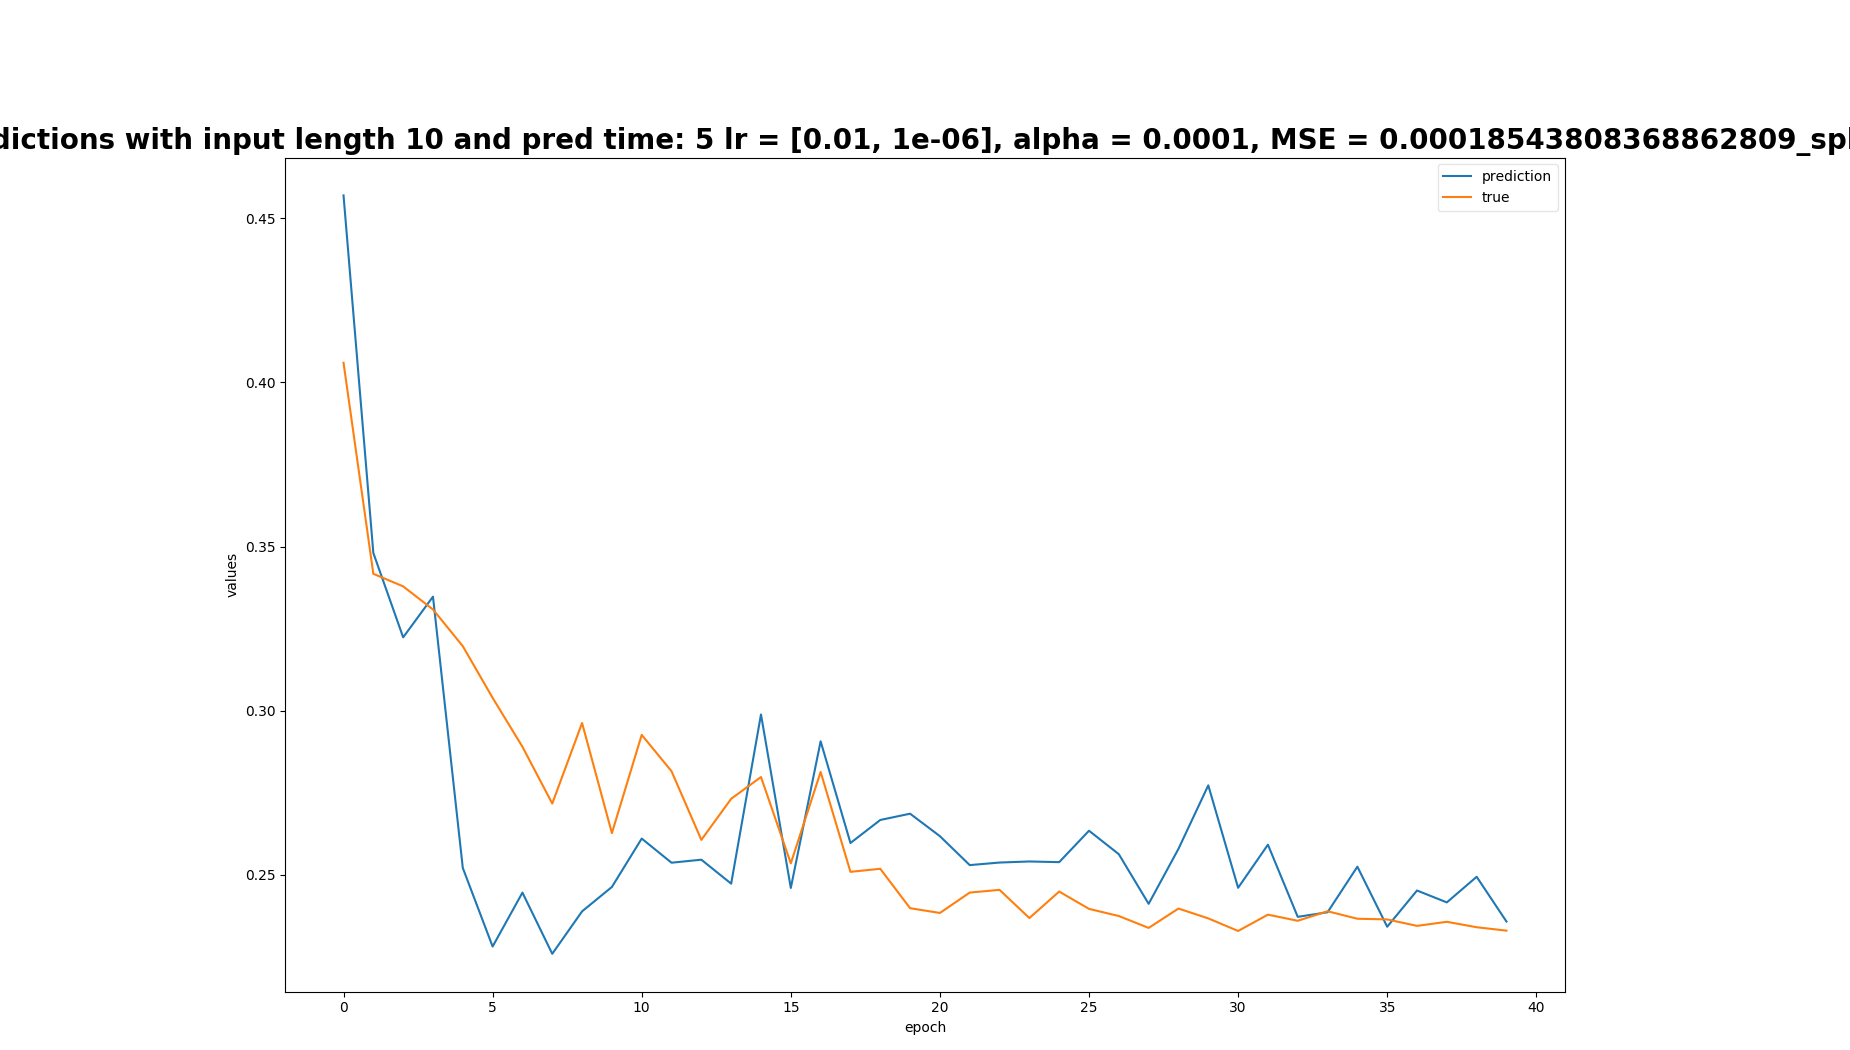 dictions with input length 10 and pred time: 5 lr = [0.01, 1e-06], alpha = 0.0001, MSE = 0.00018543808368862809_spl
prediction
true
0.45
0.40
0.35
0.30
0.25
values
0 5 10 15 20 25 30 35 40
epoch